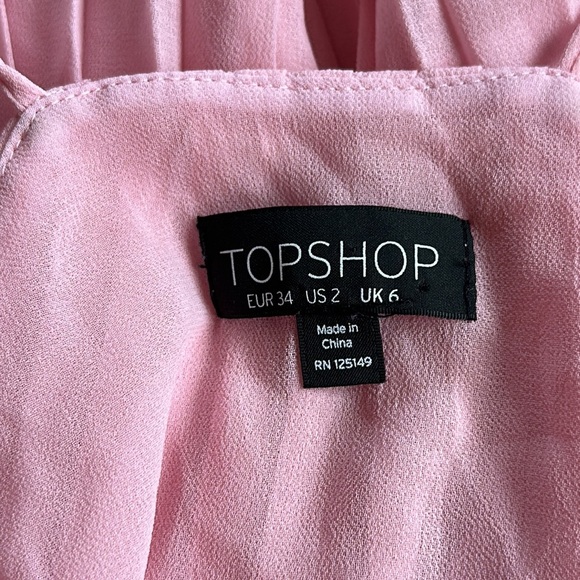 TOPSHOP
EUR 34 US 2 UK 6
Made in
China
RN 125149